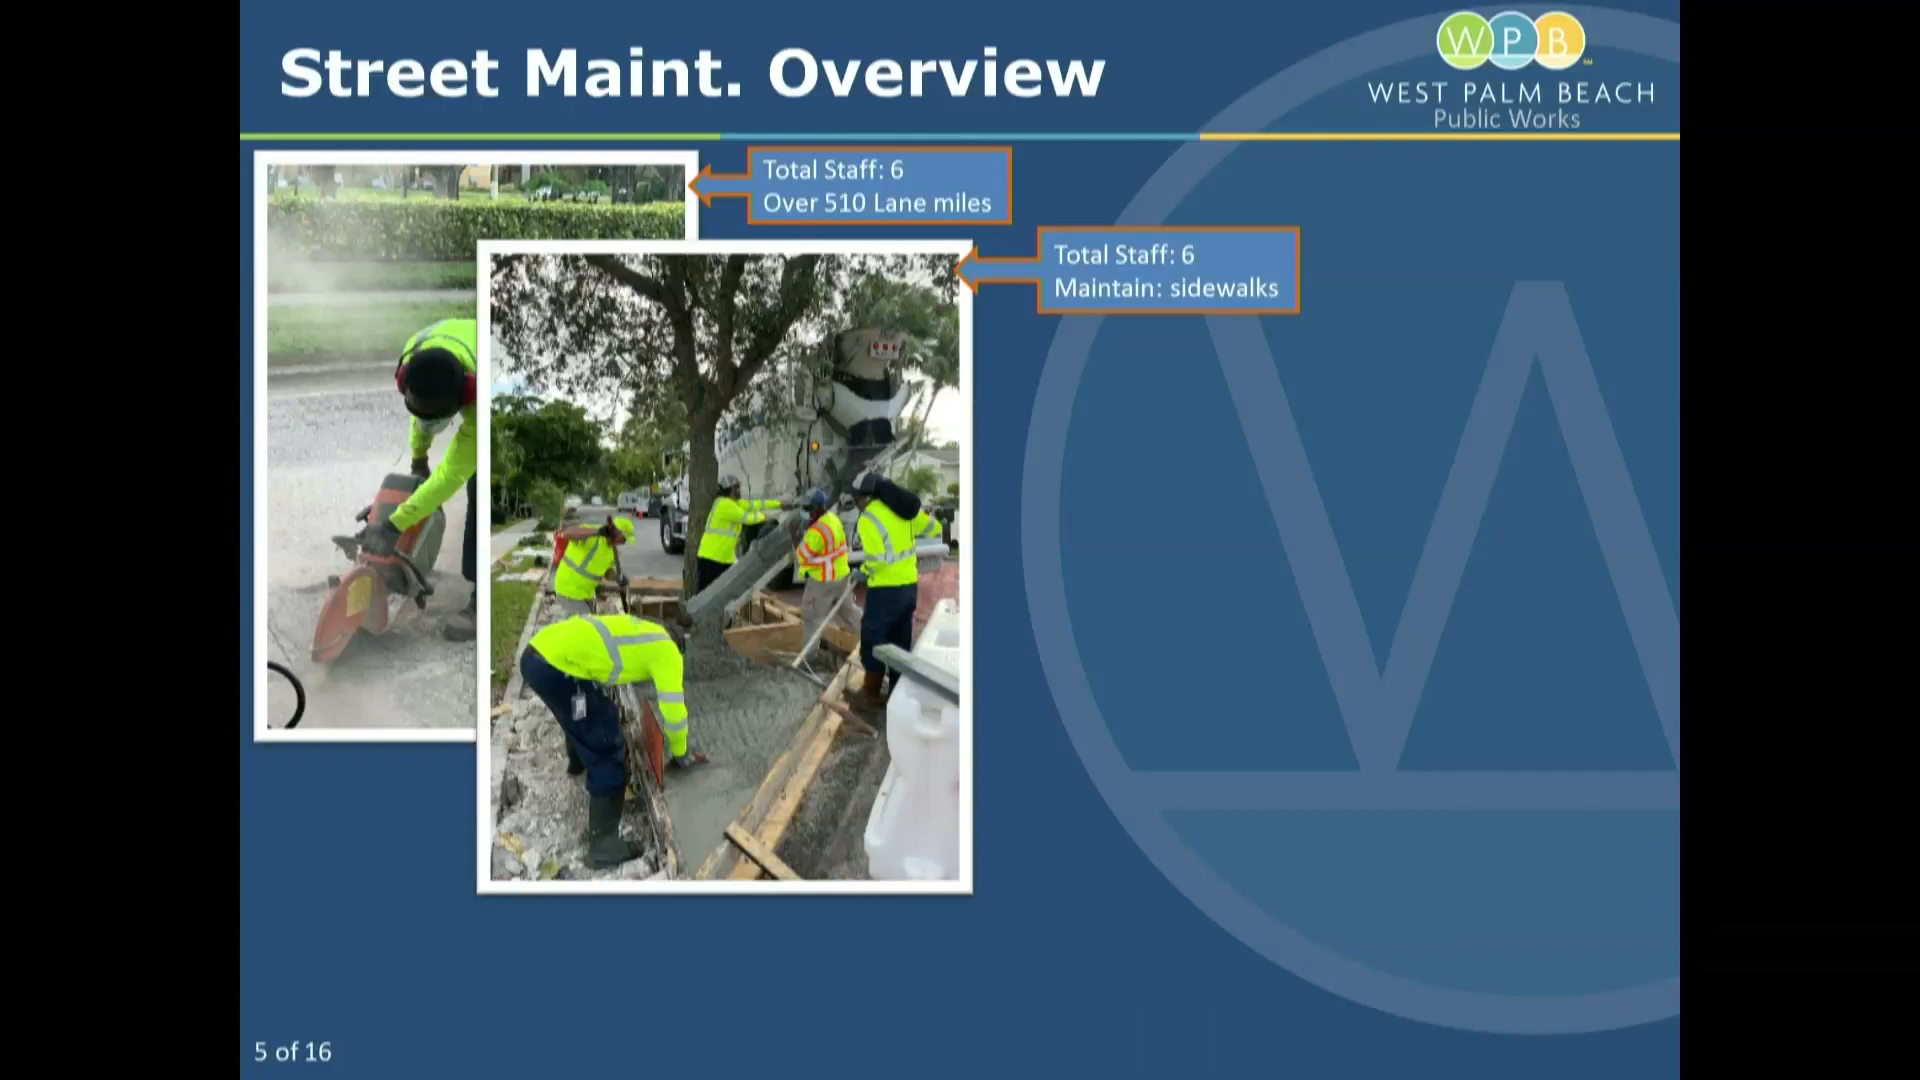 Street Maint. Overview
WPB
WEST PALM BEACH
Public Works
Total Staff: 6
Over 510 Lane miles
Total Staff: 6
Maintain: sidewalks
5 of 16